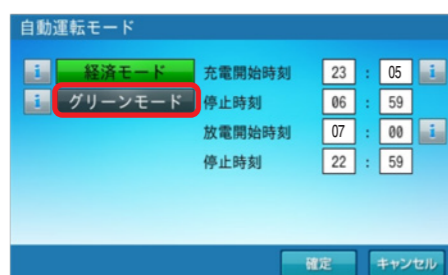 自動運転モード
i 経済モード 充電開始時刻 23 : 05 i
i グリーンモード 停止時刻 06 : 59
放電開始時刻 07 : 00 i
停止時刻 22 : 59
確定 キャンセル